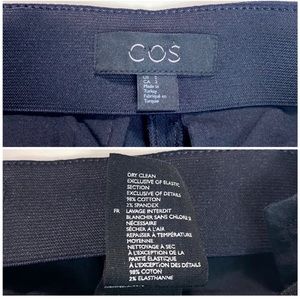 COS
US
CA
Made in
Turkey
Fabriqué en
Turquie
DRY CLEAN
EXCLUSIVE OF ELASTIC
SECTION
EXCLUSIVE OF DETAILS
98% COTTON
2% SPANDEX
FR LAVAGE INTERDIT
BLANCHIR SANS CHLORE SI
NÉCESSAIRE
SÉCHER À L'AIR
REPASSER À TEMPÉRATURE
MOYENNE
NETTOYAGE À SEC
À L'EXCEPTION DE LA
PARTIE ÉLASTIQUE
À L'EXCEPTION DES DÉTAILS
98% COTON
2% ELASTHANNE